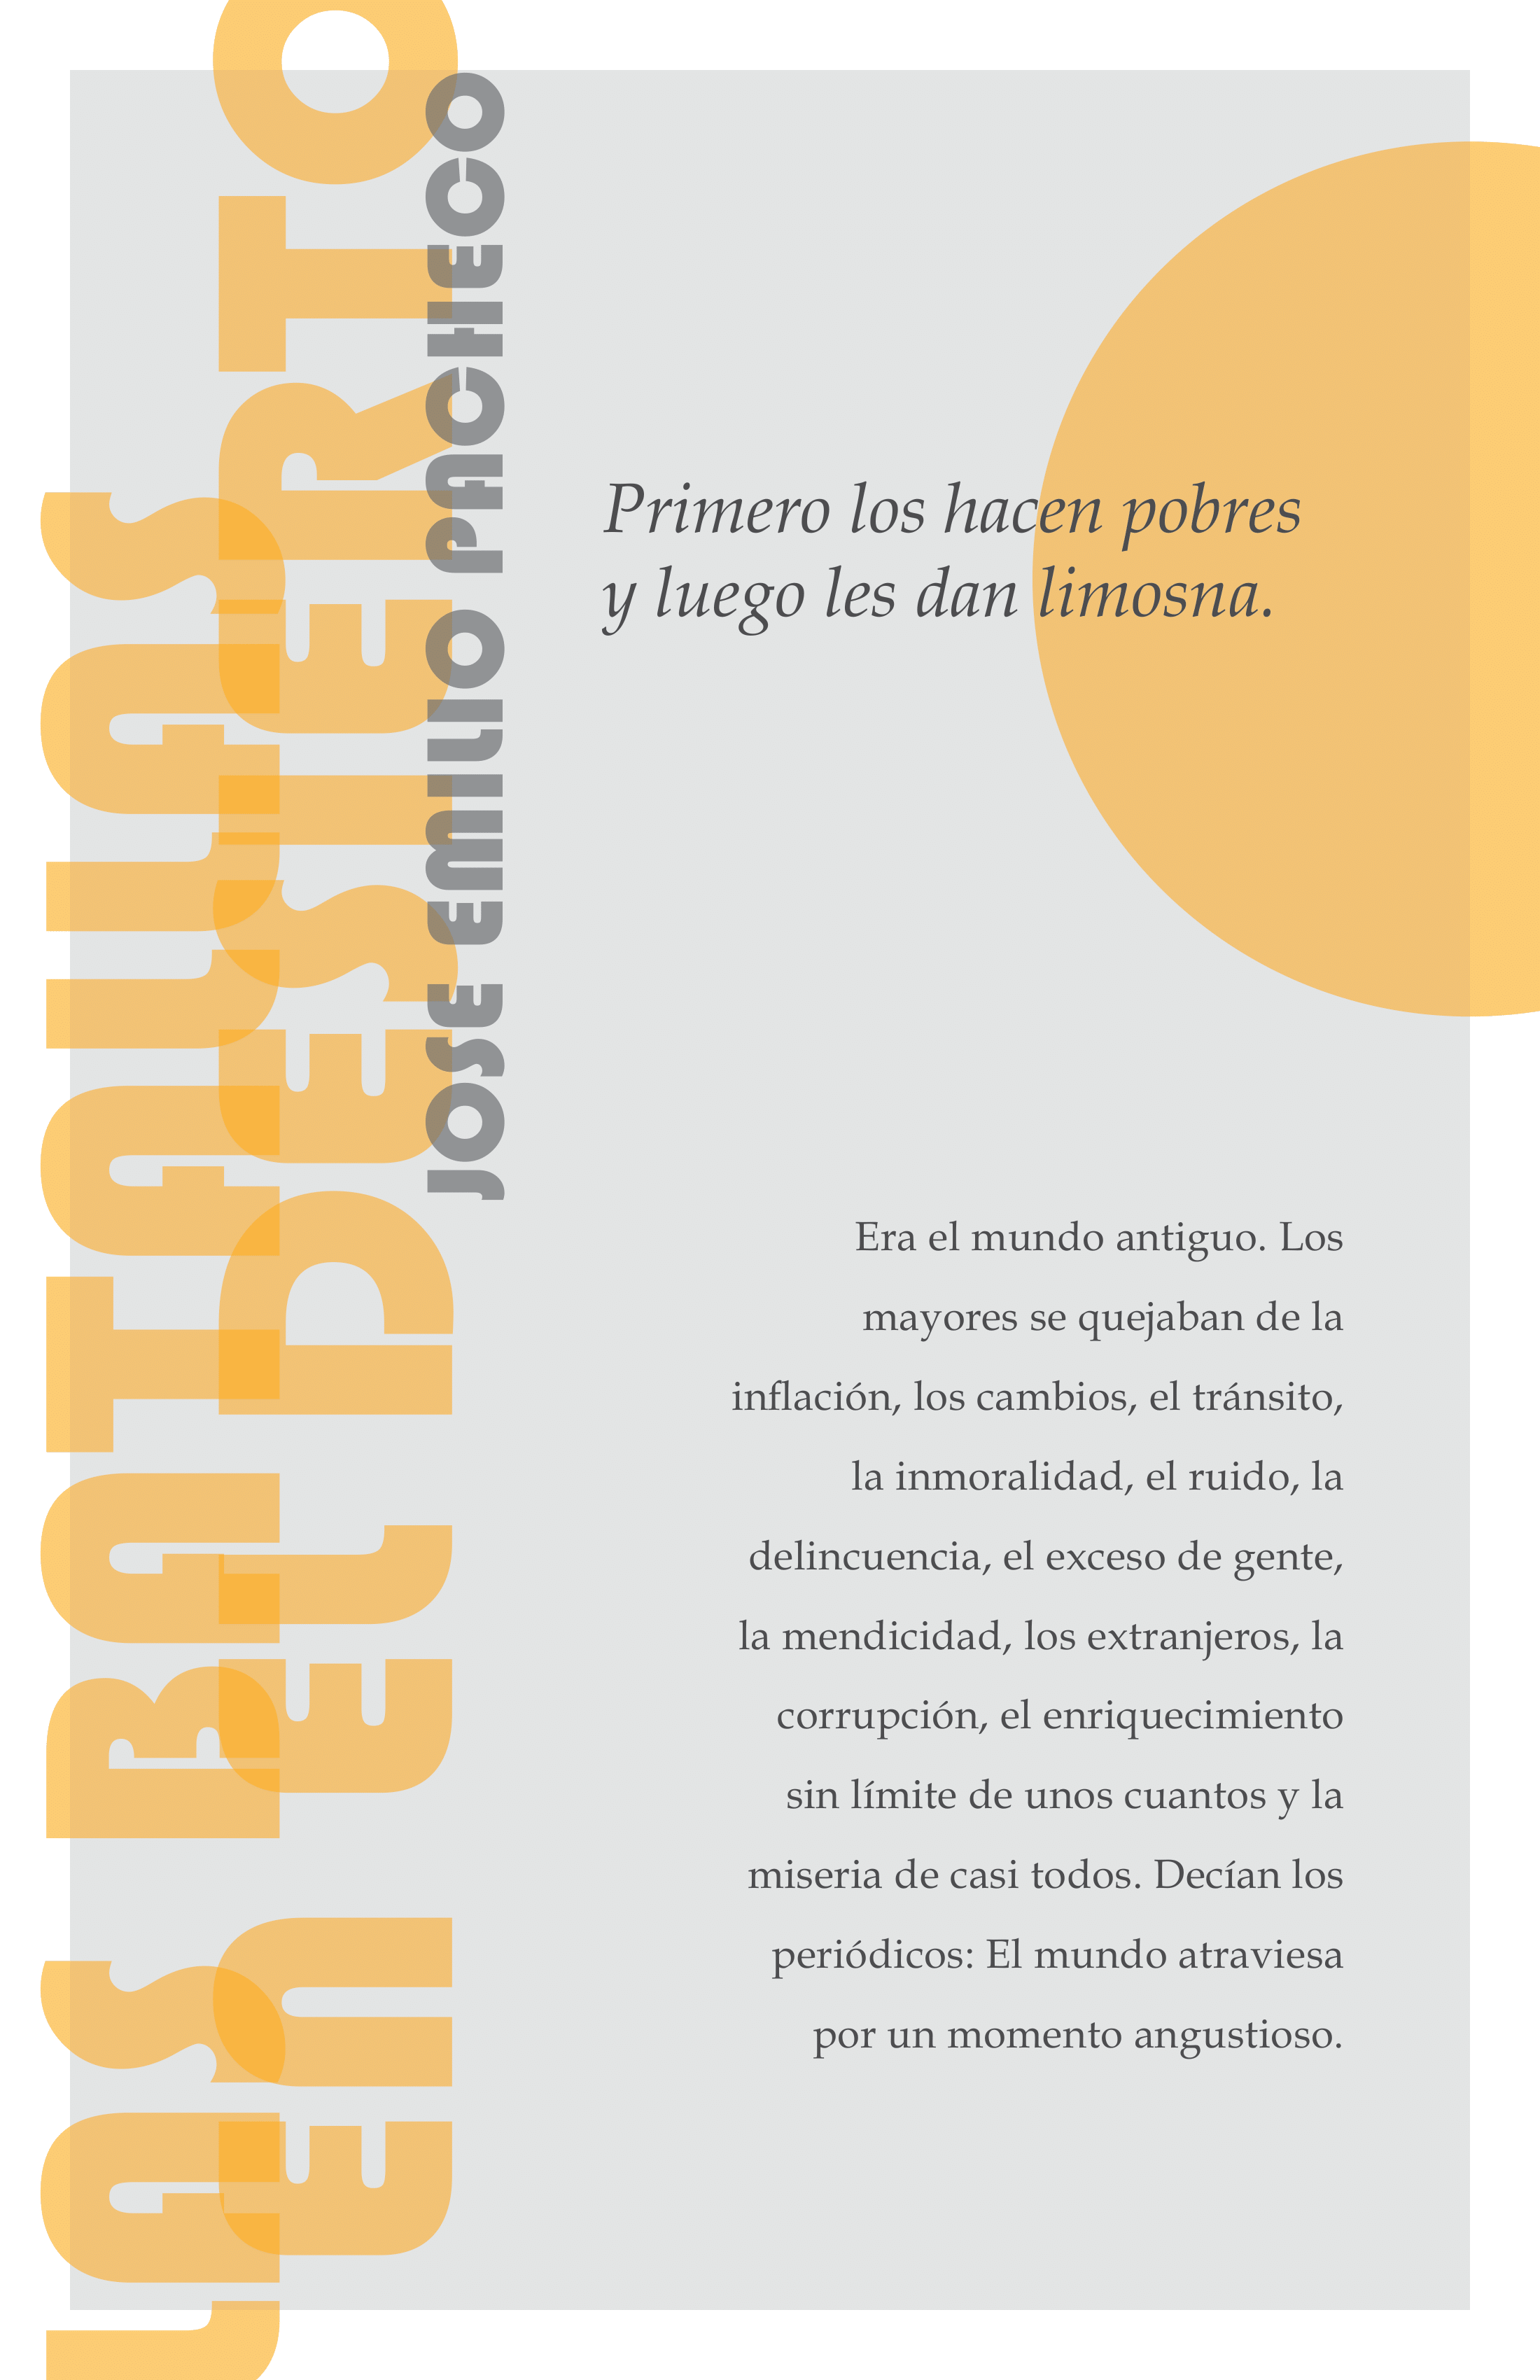 LAS BATALLAS
EN EL DESIERTO
JOSE EMILIO PACHECO
Primero los hacen pobres
y luego les dan limosna.
Era el mundo antiguo. Los
mayores se quejaban de la
inflación, los cambios, el tránsito,
la inmoralidad, el ruido, la
delincuencia, el exceso de gente,
la mendicidad, los extranjeros, la
corrupción, el enriquecimiento
sin límite de unos cuantos y la
miseria de casi todos. Decían los
periódicos: El mundo atraviesa
por un momento angustioso.